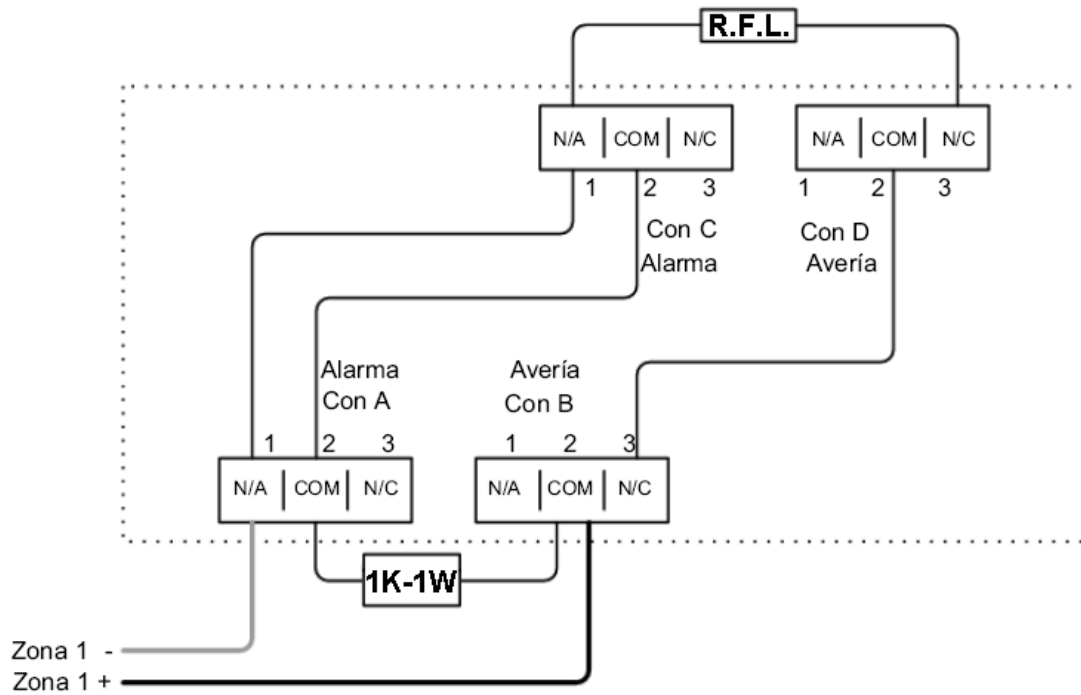 R.F.L.
N/A COM N/C
N/A COM N/C
1 2 3
1 2 3
Con C
Alarma
Con D
Avería
Alarma
Con A
Avería
Con B
1 2 3
1 2 3
N/A COM N/C
N/A COM N/C
1K-1W
Zona 1 -
Zona 1 +